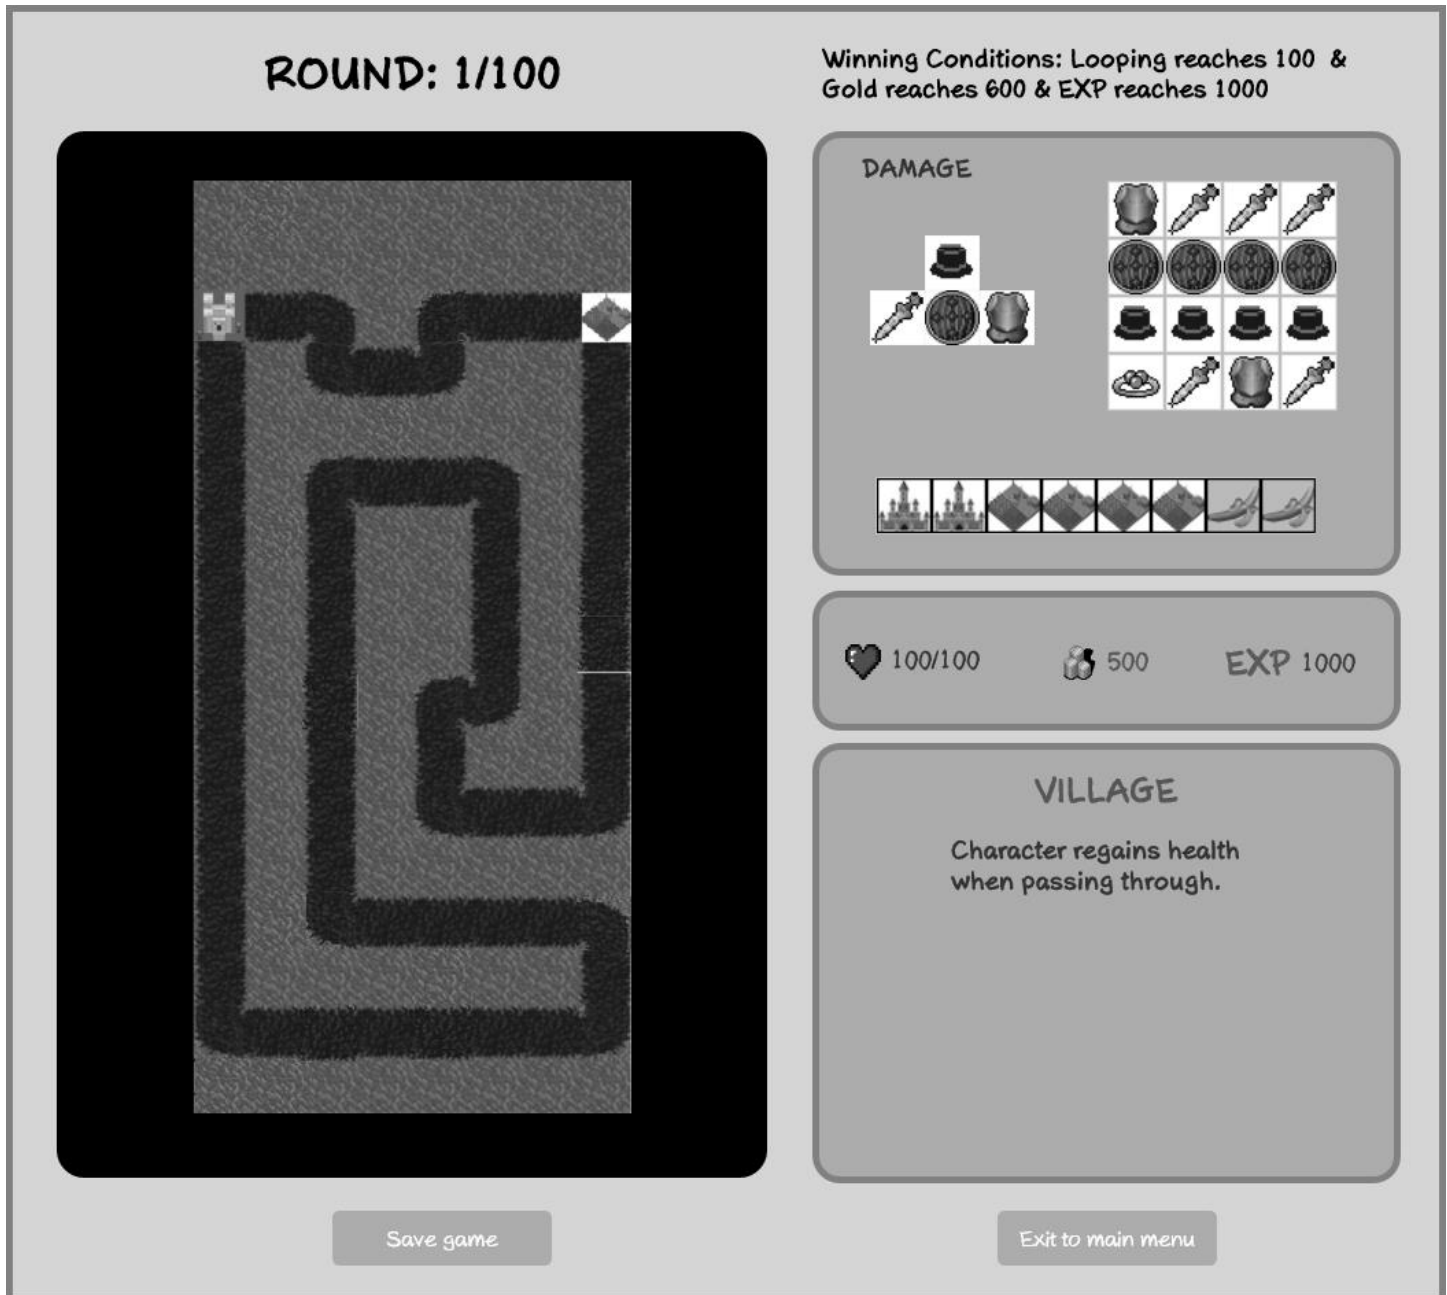 ROUND: 1/100
Winning Conditions: Looping reaches 100 &
Gold reaches 600 & EXP reaches 1000
DAMAGE
100/100
500
EXP 1000
VILLAGE
Character regains health
when passing through.
Save game
Exit to main menu